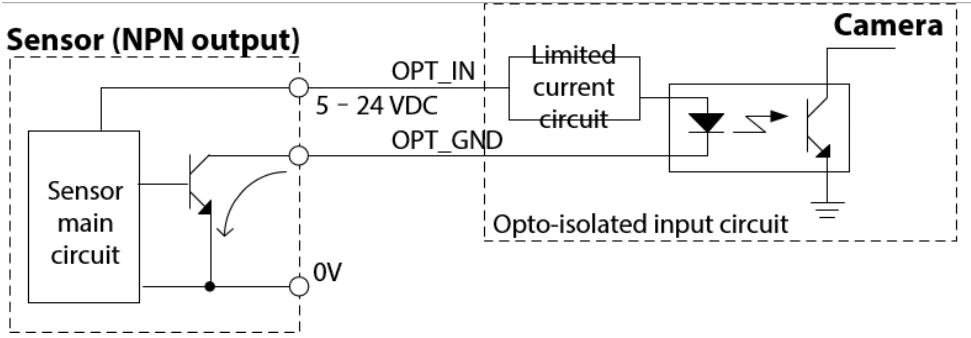 Sensor (NPN output)
Camera
OPT_IN
5 – 24 VDC
OPT_GND
Limited
current
circuit
Sensor
main
circuit
0V
Opto-isolated input circuit